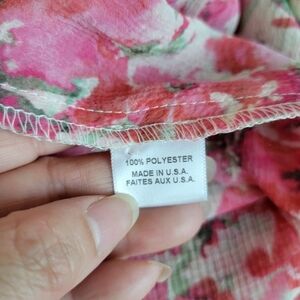 100% POLYESTER
MADE IN U.S.A.
FAITES AUX U.S.A.